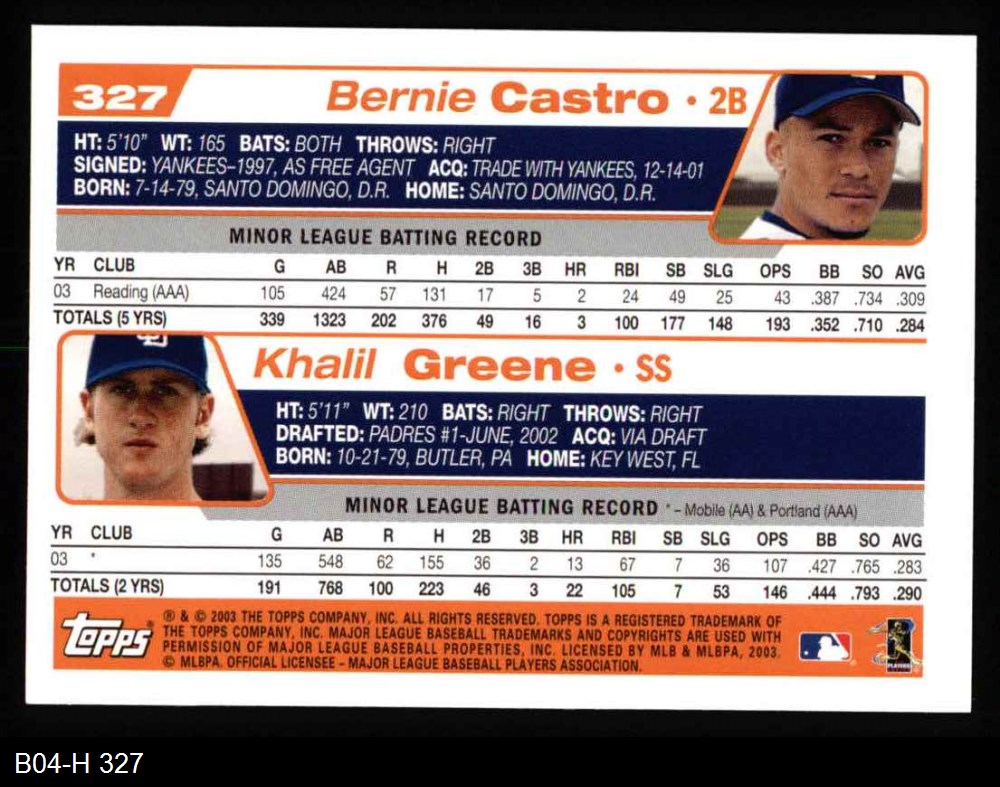 327 Bernie Castro • 2B
HT: 5'10" WT: 165 BATS: BOTH THROWS: RIGHT
SIGNED: YANKEES–1997, AS FREE AGENT ACQ: TRADE WITH YANKEES, 12-14-01
BORN: 7-14-79, SANTO DOMINGO, D.R. HOME: SANTO DOMINGO, D.R.
MINOR LEAGUE BATTING RECORD
YR CLUB G AB R H 2B 3B HR RBI SB SLG OPS BB SO AVG
03 Reading (AAA) 105 424 57 131 17 5 2 24 49 25 43 .387 .734 .309
TOTALS (5 YRS) 339 1323 202 376 49 16 3 100 177 148 193 .352 .710 .284
Khalil Greene • SS
HT: 5'11" WT: 210 BATS: RIGHT THROWS: RIGHT
DRAFTED: PADRES #1-JUNE, 2002 ACQ: VIA DRAFT
BORN: 10-21-79, BUTLER, PA HOME: KEY WEST, FL
MINOR LEAGUE BATTING RECORD * – Mobile (AA) & Portland (AAA)
YR CLUB G AB R H 2B 3B HR RBI SB SLG OPS BB SO AVG
03 * 135 548 62 155 36 2 13 67 7 36 107 .427 .765 .283
TOTALS (2 YRS) 191 768 100 223 46 3 22 105 7 53 146 .444 .793 .290
topps®
® & © 2003 THE TOPPS COMPANY, INC. ALL RIGHTS RESERVED. TOPPS IS A REGISTERED TRADEMARK OF
THE TOPPS COMPANY, INC. MAJOR LEAGUE BASEBALL TRADEMARKS AND COPYRIGHTS ARE USED WITH
PERMISSION OF MAJOR LEAGUE BASEBALL PROPERTIES, INC. LICENSED BY MLB & MLBPA, 2003.
© MLBPA. OFFICIAL LICENSEE – MAJOR LEAGUE BASEBALL PLAYERS ASSOCIATION.
PLAYERS
B04-H 327